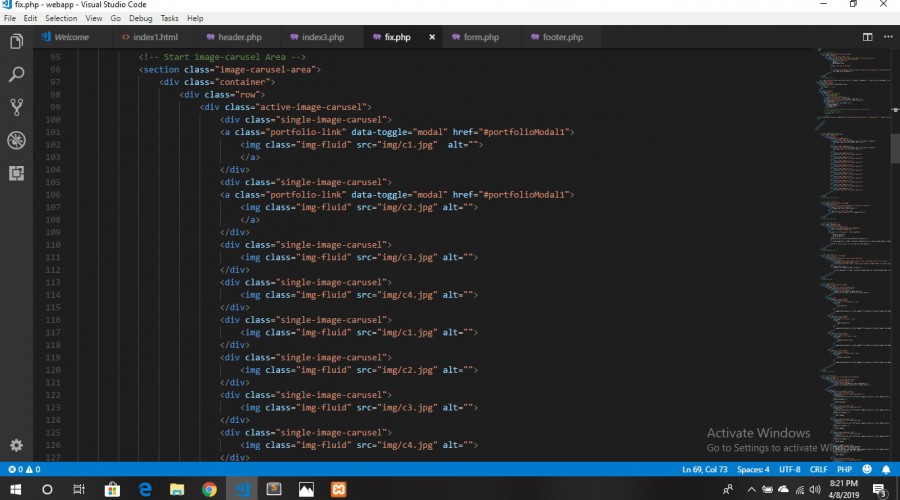 fix.php - webapp - Visual Studio Code
File Edit Selection View Go Debug Tasks Help
Welcome <> index1.html header.php index3.php fix.php × form.php footer.php
95 <!-- Start image-carusel Area -->
96 <section class="image-carusel-area">
97 <div class="container">
98 <div class="row">
99 <div class="active-image-carusel">
100 <div class="single-image-carusel">
101 <a class="portfolio-link" data-toggle="modal" href="#portfolioModal1">
102 <img class="img-fluid" src="img/c1.jpg"  alt="">
103 </a>
104 </div>
105 <div class="single-image-carusel">
106 <a class="portfolio-link" data-toggle="modal" href="#portfolioModal1">
107 <img class="img-fluid" src="img/c2.jpg" alt="">
108 </a>
109 </div>
110 <div class="single-image-carusel">
111 <img class="img-fluid" src="img/c3.jpg" alt="">
112 </div>
113 <div class="single-image-carusel">
114 <img class="img-fluid" src="img/c4.jpg" alt="">
115 </div>
116 <div class="single-image-carusel">
117 <img class="img-fluid" src="img/c1.jpg" alt="">
118 </div>
119 <div class="single-image-carusel">
120 <img class="img-fluid" src="img/c2.jpg" alt="">
121 </div>
122 <div class="single-image-carusel">
123 <img class="img-fluid" src="img/c3.jpg" alt="">
124 </div>
125 <div class="single-image-carusel">
126 <img class="img-fluid" src="img/c4.jpg" alt="">
127 </div>
Activate Windows
Go to Settings to activate Windows.
0 0 Ln 69, Col 73 Spaces: 4 UTF-8 CRLF PHP
8:21 PM
4/8/2019
3